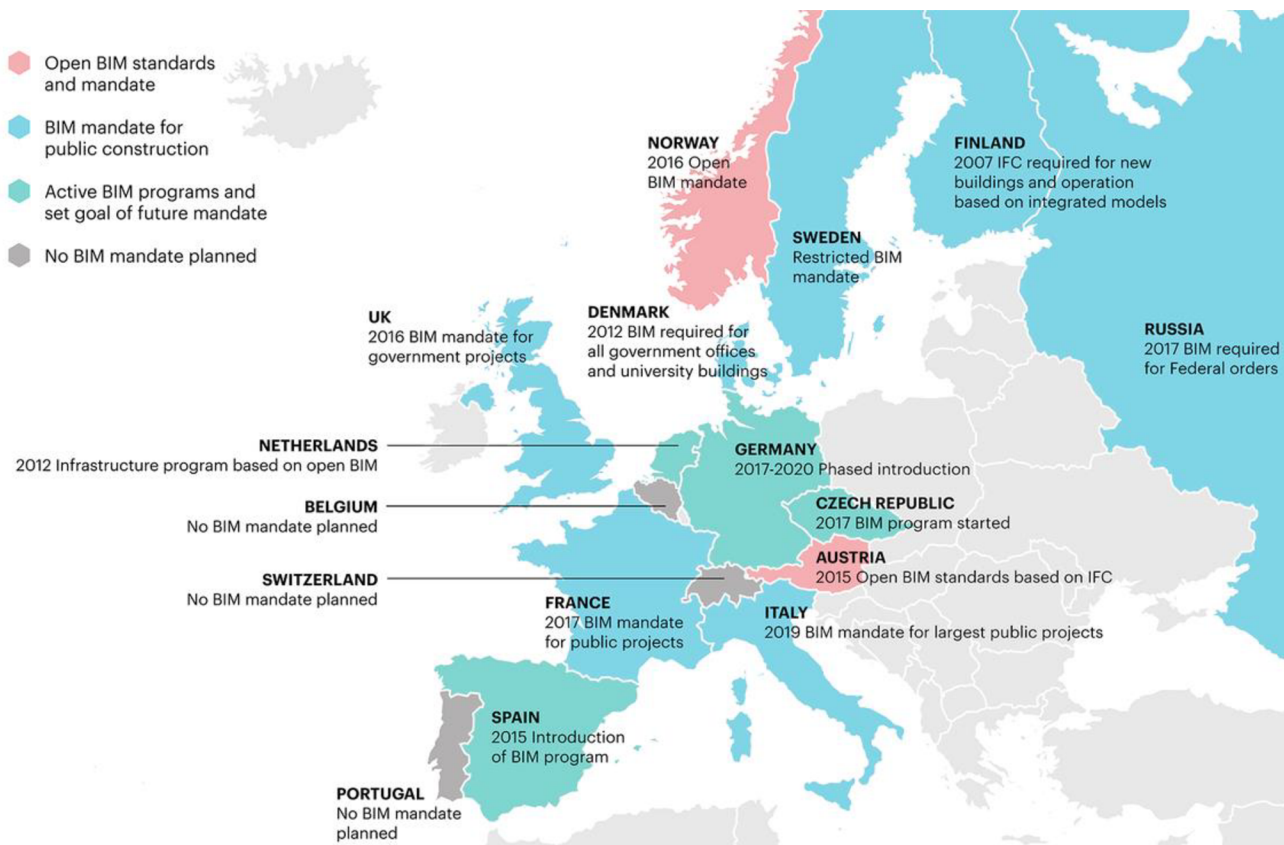 Open BIM standards
and mandate
BIM mandate for
public construction
Active BIM programs and
set goal of future mandate
No BIM mandate planned
NORWAY
2016 Open
BIM mandate
FINLAND
2007 IFC required for new
buildings and operation
based on integrated models
SWEDEN
Restricted BIM
mandate
UK
2016 BIM mandate for
government projects
DENMARK
2012 BIM required for
all government offices
and university buildings
RUSSIA
2017 BIM required
for Federal orders
NETHERLANDS
2012 Infrastructure program based on open BIM
GERMANY
2017-2020 Phased introduction
BELGIUM
No BIM mandate planned
CZECH REPUBLIC
2017 BIM program started
AUSTRIA
2015 Open BIM standards based on IFC
SWITZERLAND
No BIM mandate planned
FRANCE
2017 BIM mandate
for public projects
ITALY
2019 BIM mandate for largest public projects
SPAIN
2015 Introduction
of BIM program
PORTUGAL
No BIM mandate
planned